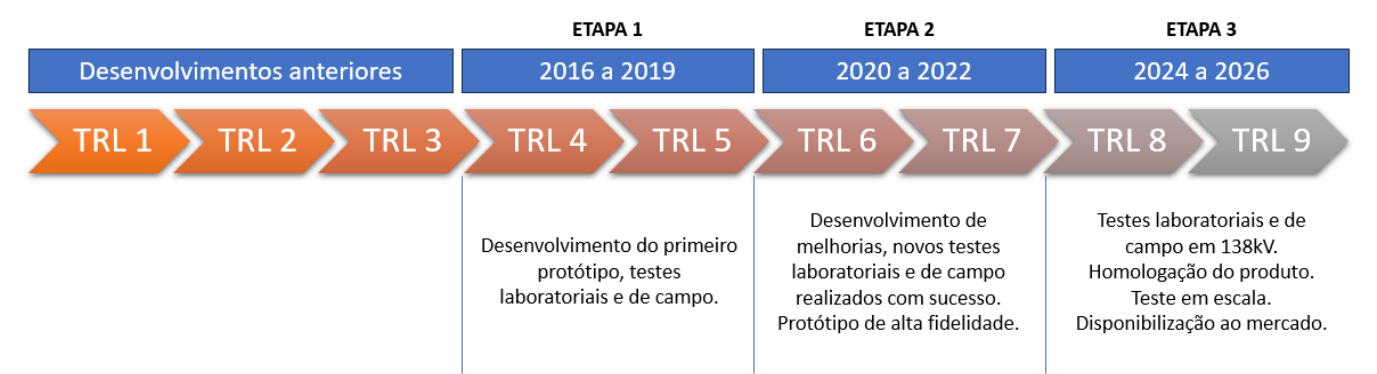 ETAPA 1
ETAPA 2
ETAPA 3
Desenvolvimentos anteriores
2016 a 2019
2020 a 2022
2024 a 2026
TRL 1
TRL 2
TRL 3
TRL 4
TRL 5
TRL 6
TRL 7
TRL 8
TRL 9
Desenvolvimento do primeiro
protótipo, testes
laboratoriais e de campo.
Desenvolvimento de
melhorias, novos testes
laboratoriais e de campo
realizados com sucesso.
Protótipo de alta fidelidade.
Testes laboratoriais e de
campo em 138kV.
Homologação do produto.
Teste em escala.
Disponibilização ao mercado.